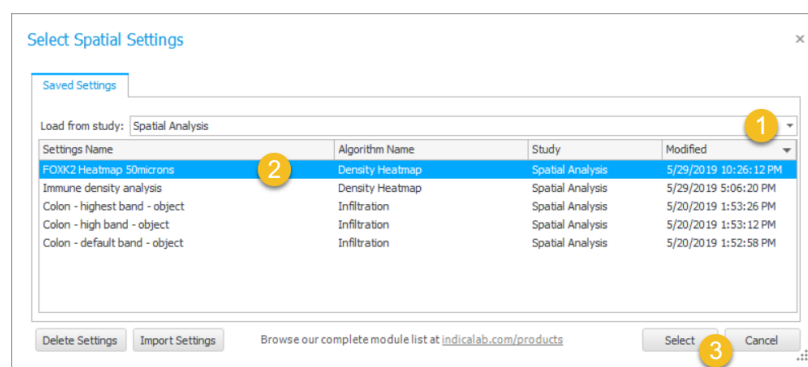 Select Spatial Settings
Saved Settings
Load from study: Spatial Analysis
1
Settings Name Algorithm Name Study Modified
FOXK2 Heatmap 50microns 2 Density Heatmap Spatial Analysis 5/29/2019 10:26:12 PM
Immune density analysis Density Heatmap Spatial Analysis 5/29/2019 5:06:20 PM
Colon - highest band - object Infiltration Spatial Analysis 5/20/2019 1:53:26 PM
Colon - high band - object Infiltration Spatial Analysis 5/20/2019 1:53:12 PM
Colon - default band - object Infiltration Spatial Analysis 5/20/2019 1:52:58 PM
Delete Settings Import Settings Browse our complete module list at indicalab.com/products Select 3 Cancel